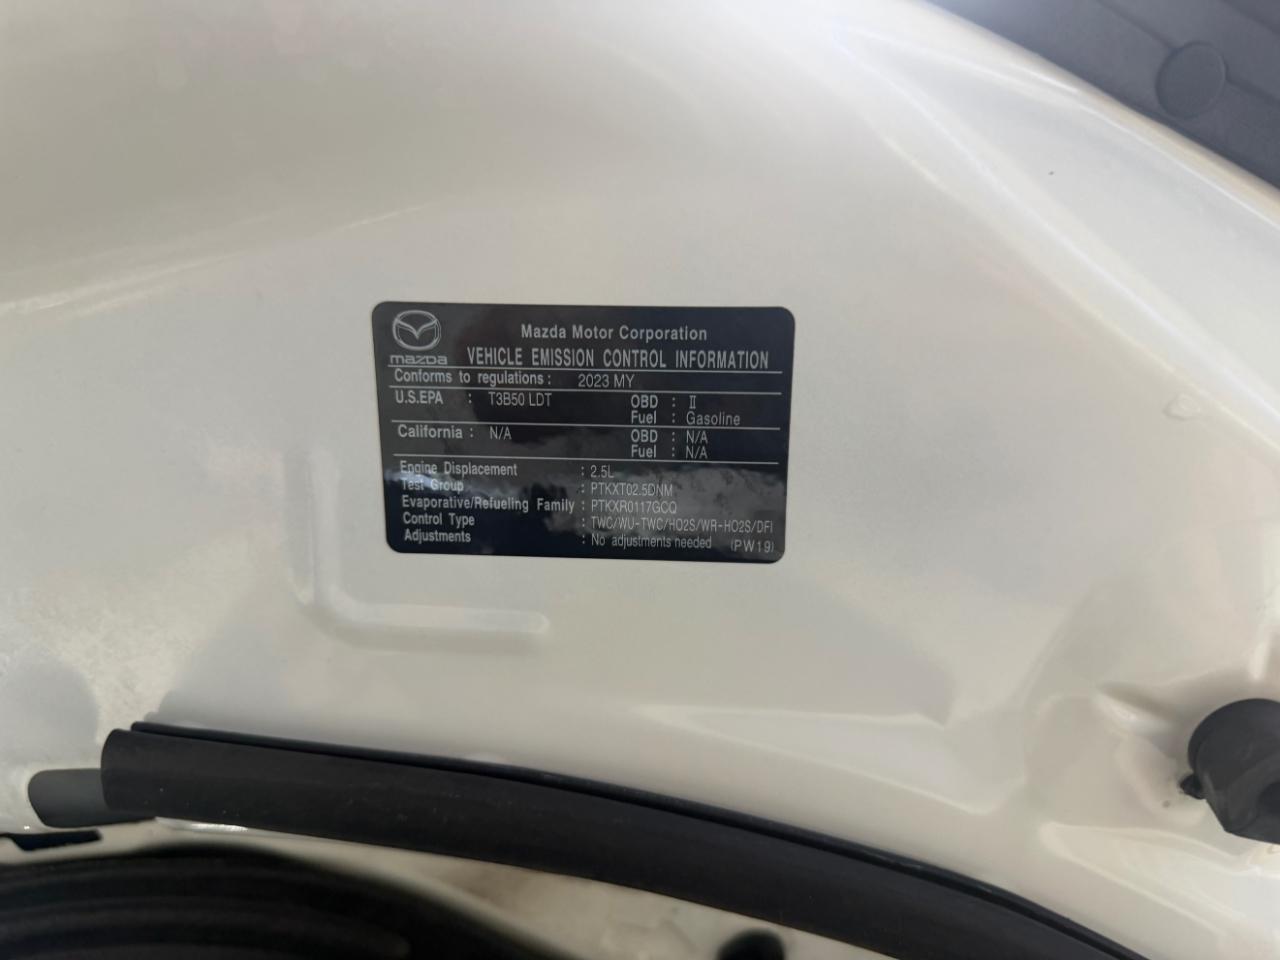 Mazda Motor Corporation
mazda VEHICLE EMISSION CONTROL INFORMATION
Conforms to regulations : 2023 MY
U.S.EPA : T3B50 LDT OBD : II
Fuel : Gasoline
California : N/A OBD : N/A
Fuel : N/A
Engine Displacement : 2.5L
Test Group : PTKXT02.5DNM
Evaporative/Refueling Family : PTKXR0117GCQ
Control Type : TWC/WU-TWC/HO2S/WR-HO2S/DFI
Adjustments : No adjustments needed (PW19)